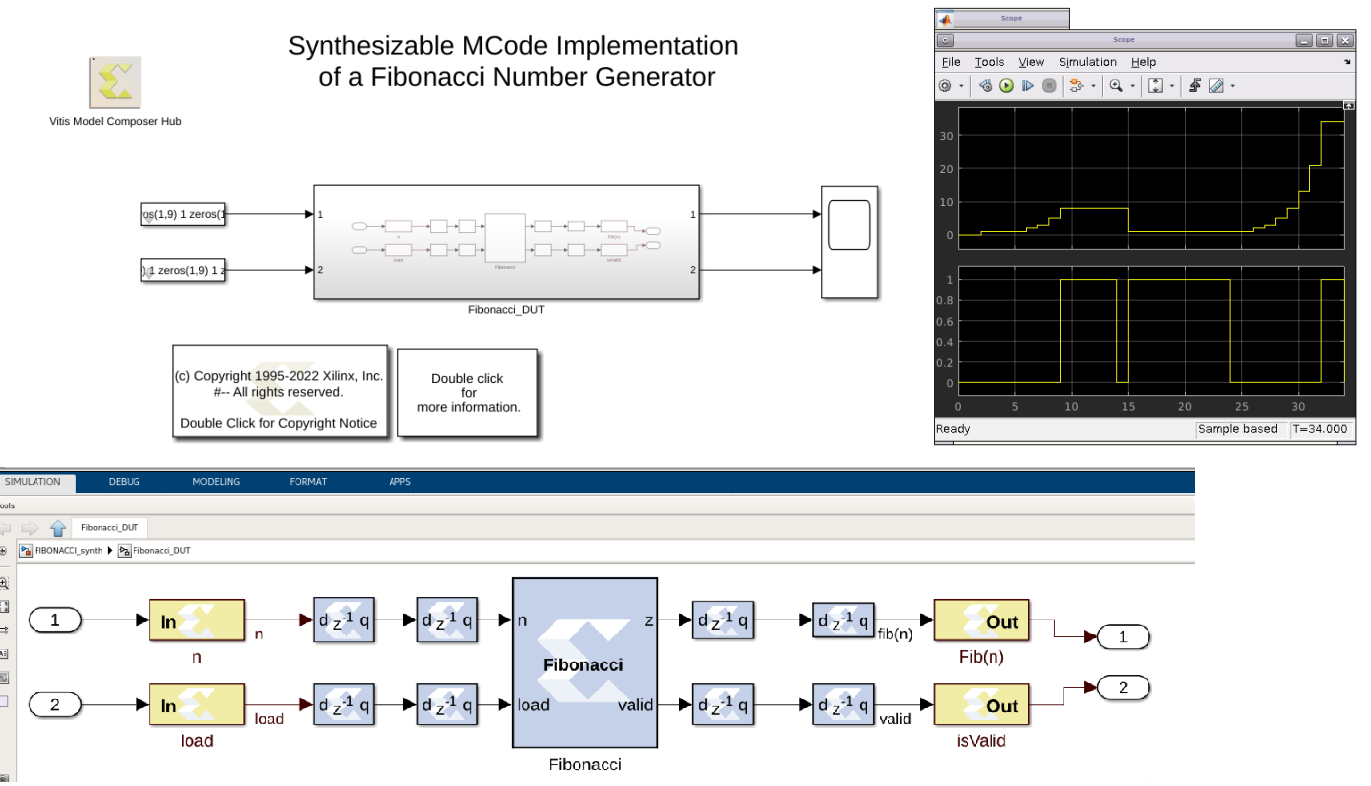 Synthesizable MCode Implementation
of a Fibonacci Number Generator
Vitis Model Composer Hub
os(1,9) 1 zeros(1
) 1 zeros(1,9) 1 z
1
2
1
2
n
load
Fibonacci
Fib(n)
isValid
Fibonacci_DUT
(c) Copyright 1995-2022 Xilinx, Inc.
#-- All rights reserved.
Double Click for Copyright Notice
Double click
for
more information.
Scope
Scope
File Tools View Simulation Help
30
20
10
0
1
0.8
0.6
0.4
0.2
0
0 5 10 15 20 25 30
Ready Sample based T=34.000
SIMULATION DEBUG MODELING FORMAT APPS
ools
Fibonacci_DUT
FIBONACCI_synth Fibonacci_DUT
1 In n d z-1 q d z-1 q n z d z-1 q d z-1 q fib(n) Out 1
n Fibonacci Fib(n)
2 In load d z-1 q d z-1 q load valid d z-1 q d z-1 q valid Out 2
load isValid
Fibonacci